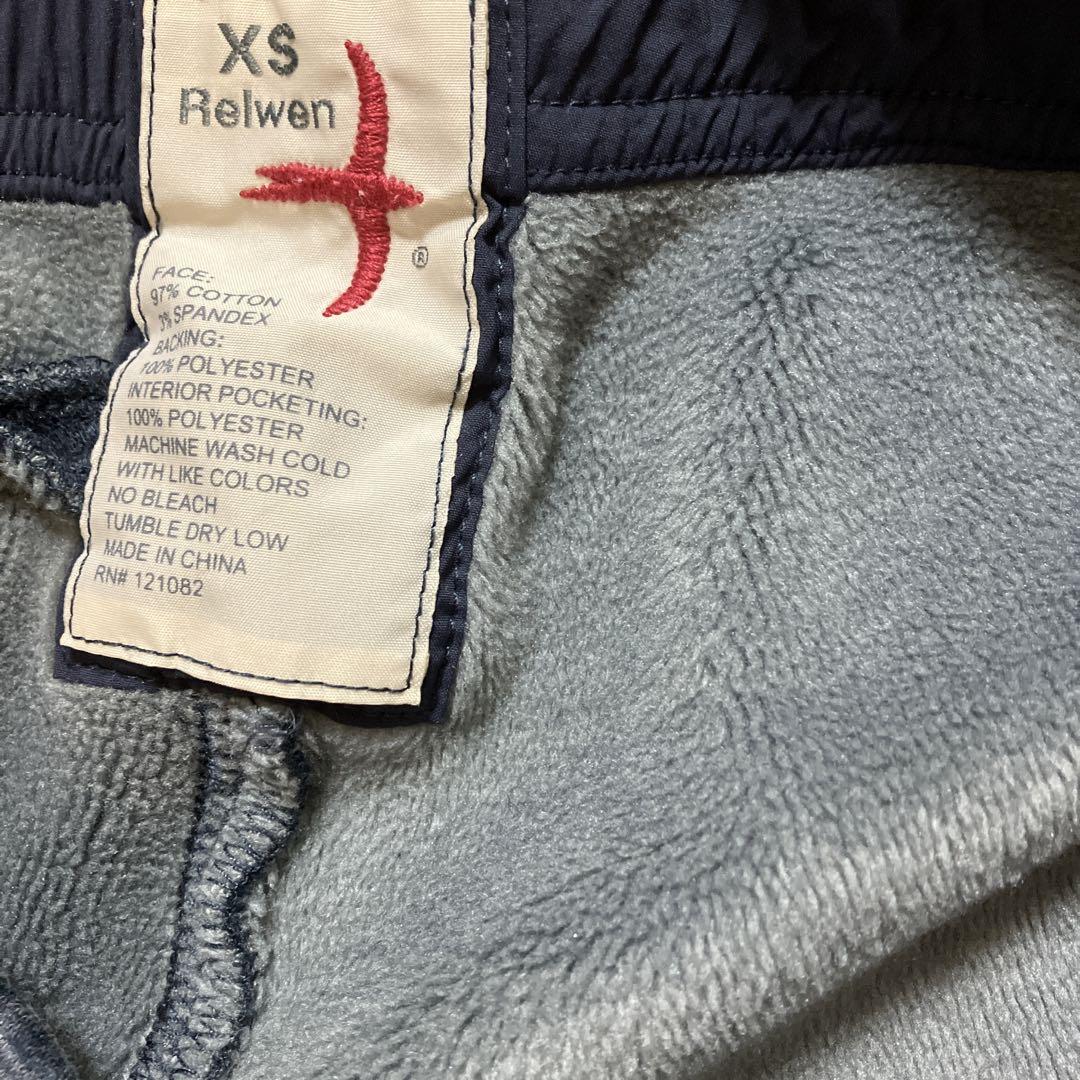 XS
Relwen
®
FACE:
97% COTTON
3% SPANDEX
BACKING:
100% POLYESTER
INTERIOR POCKETING:
100% POLYESTER
MACHINE WASH COLD
WITH LIKE COLORS
NO BLEACH
TUMBLE DRY LOW
MADE IN CHINA
RN# 121082